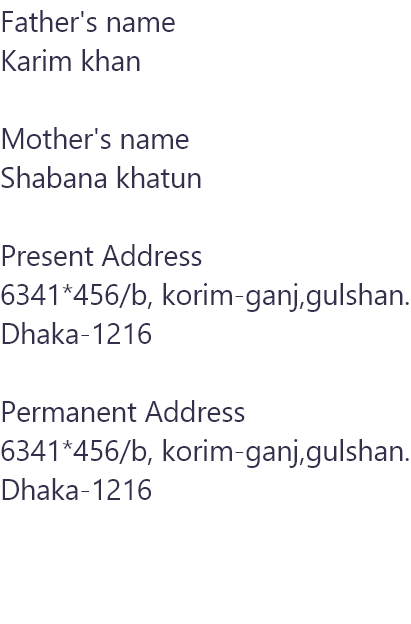 Father's name
Karim khan
Mother's name
Shabana khatun
Present Address
6341*456/b, korim-ganj,gulshan.
Dhaka-1216
Permanent Address
6341*456/b, korim-ganj,gulshan.
Dhaka-1216